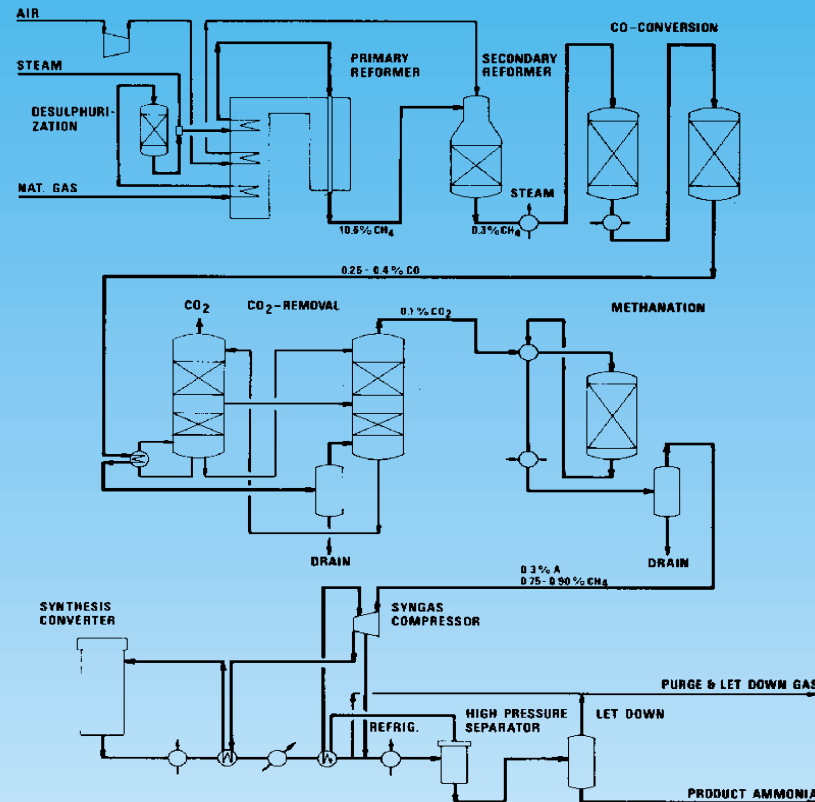 AIR
CO-CONVERSION
STEAM
PRIMARY
REFORMER
SECONDARY
REFORMER
DESULPHURI-
ZATION
NAT. GAS
STEAM
10.6% CH₄
0.3% CH₄
0.25 - 0.4 % CO
CO₂
CO₂-REMOVAL
0.1 % CO₂
METHANATION
DRAIN
DRAIN
0.3 % A
0.75 - 0.90 % CH₄
SYNTHESIS
CONVERTER
SYNGAS
COMPRESSOR
PURGE & LET DOWN GAS
REFRIG.
HIGH PRESSURE
SEPARATOR
LET DOWN
PRODUCT AMMONIA